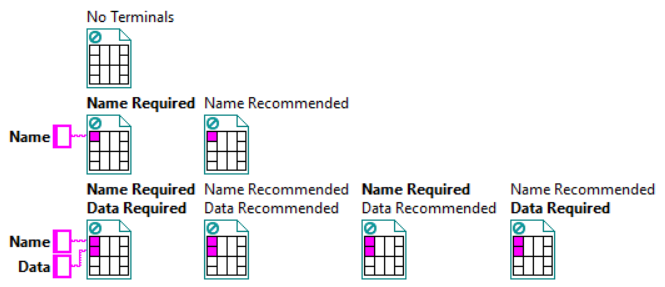 No Terminals
Name Required Name Recommended
Name
Name Required Name Recommended Name Required Name Recommended
Data Required Data Recommended Data Recommended Data Required
Name
Data